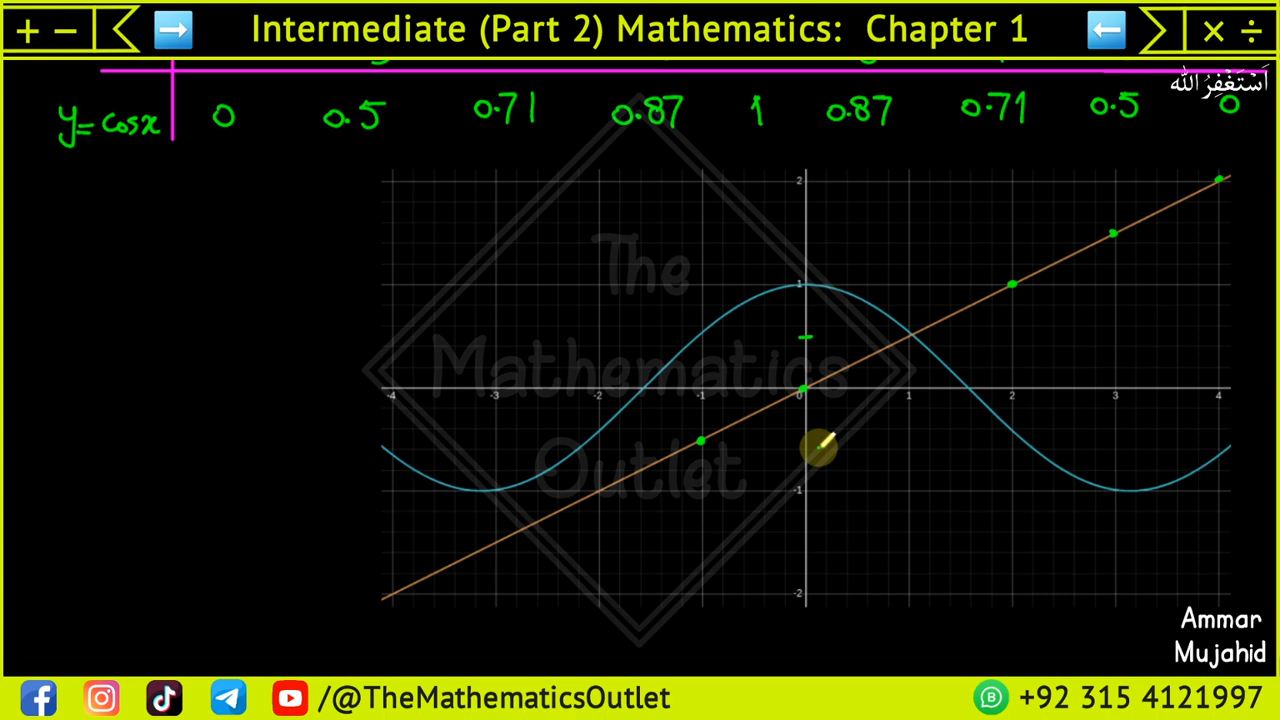 + − Intermediate (Part 2) Mathematics: Chapter 1 × ÷
اَسْتَغْفِرُ اللّٰه
y=cosx 0 0.5 0.71 0.87 1 0.87 0.71 0.5 0
2
1
-4 -3 -2 -1 0 1 2 3 4
-1
-2
The
Mathematics
Outlet
Ammar
Mujahid
/@TheMathematicsOutlet +92 315 4121997